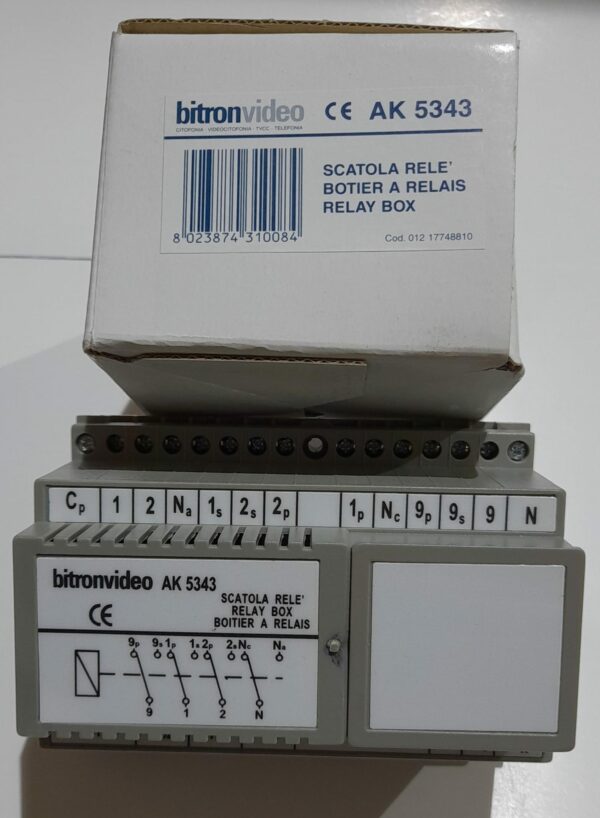 bitronvideo CE AK 5343
CITOFONIA - VIDEOCITOFONIA - TVCC - TELEFONIA
SCATOLA RELE'
BOTIER A RELAIS
RELAY BOX
8 023874 310084
Cod. 012 17748810
Cp 1 2 Na 1s 2s 2p 1p Nc 9p 9s 9 N
bitronvideo AK 5343
CE
SCATOLA RELE'
RELAY BOX
BOITIER A RELAIS
9p 9s 1p 1s 2p 2s Nc Na
9 1 2 N